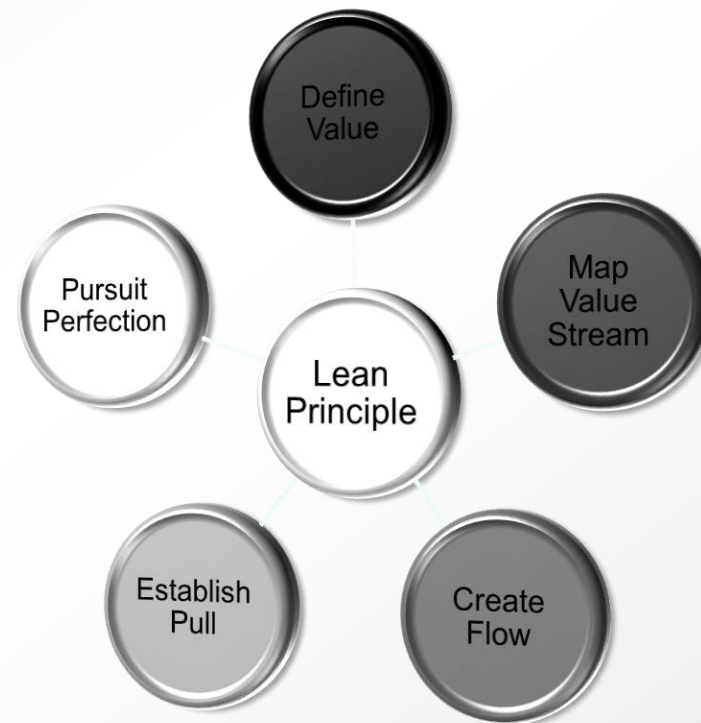 Define
Value
Map
Value
Stream
Create
Flow
Establish
Pull
Pursuit
Perfection
Lean
Principle